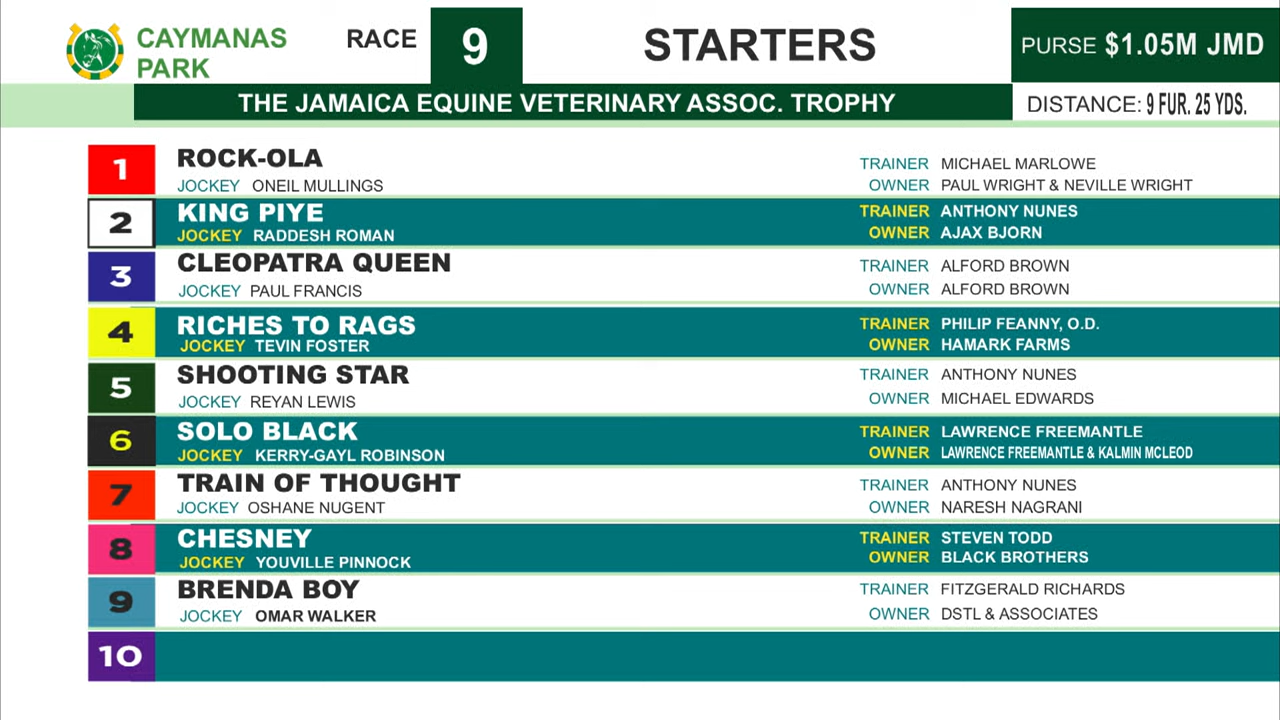 CAYMANAS PARK
RACE 9
STARTERS
PURSE $1.05M JMD
THE JAMAICA EQUINE VETERINARY ASSOC. TROPHY
DISTANCE: 9 FUR. 25 YDS.
1 ROCK-OLA
JOCKEY ONEIL MULLINGS
TRAINER MICHAEL MARLOWE
OWNER PAUL WRIGHT & NEVILLE WRIGHT
2 KING PIYE
JOCKEY RADDESH ROMAN
TRAINER ANTHONY NUNES
OWNER AJAX BJORN
3 CLEOPATRA QUEEN
JOCKEY PAUL FRANCIS
TRAINER ALFORD BROWN
OWNER ALFORD BROWN
4 RICHES TO RAGS
JOCKEY TEVIN FOSTER
TRAINER PHILIP FEANNY, O.D.
OWNER HAMARK FARMS
5 SHOOTING STAR
JOCKEY REYAN LEWIS
TRAINER ANTHONY NUNES
OWNER MICHAEL EDWARDS
6 SOLO BLACK
JOCKEY KERRY-GAYL ROBINSON
TRAINER LAWRENCE FREEMANTLE
OWNER LAWRENCE FREEMANTLE & KALMIN MCLEOD
7 TRAIN OF THOUGHT
JOCKEY OSHANE NUGENT
TRAINER ANTHONY NUNES
OWNER NARESH NAGRANI
8 CHESNEY
JOCKEY YOUVILLE PINNOCK
TRAINER STEVEN TODD
OWNER BLACK BROTHERS
9 BRENDA BOY
JOCKEY OMAR WALKER
TRAINER FITZGERALD RICHARDS
OWNER DSTL & ASSOCIATES
10